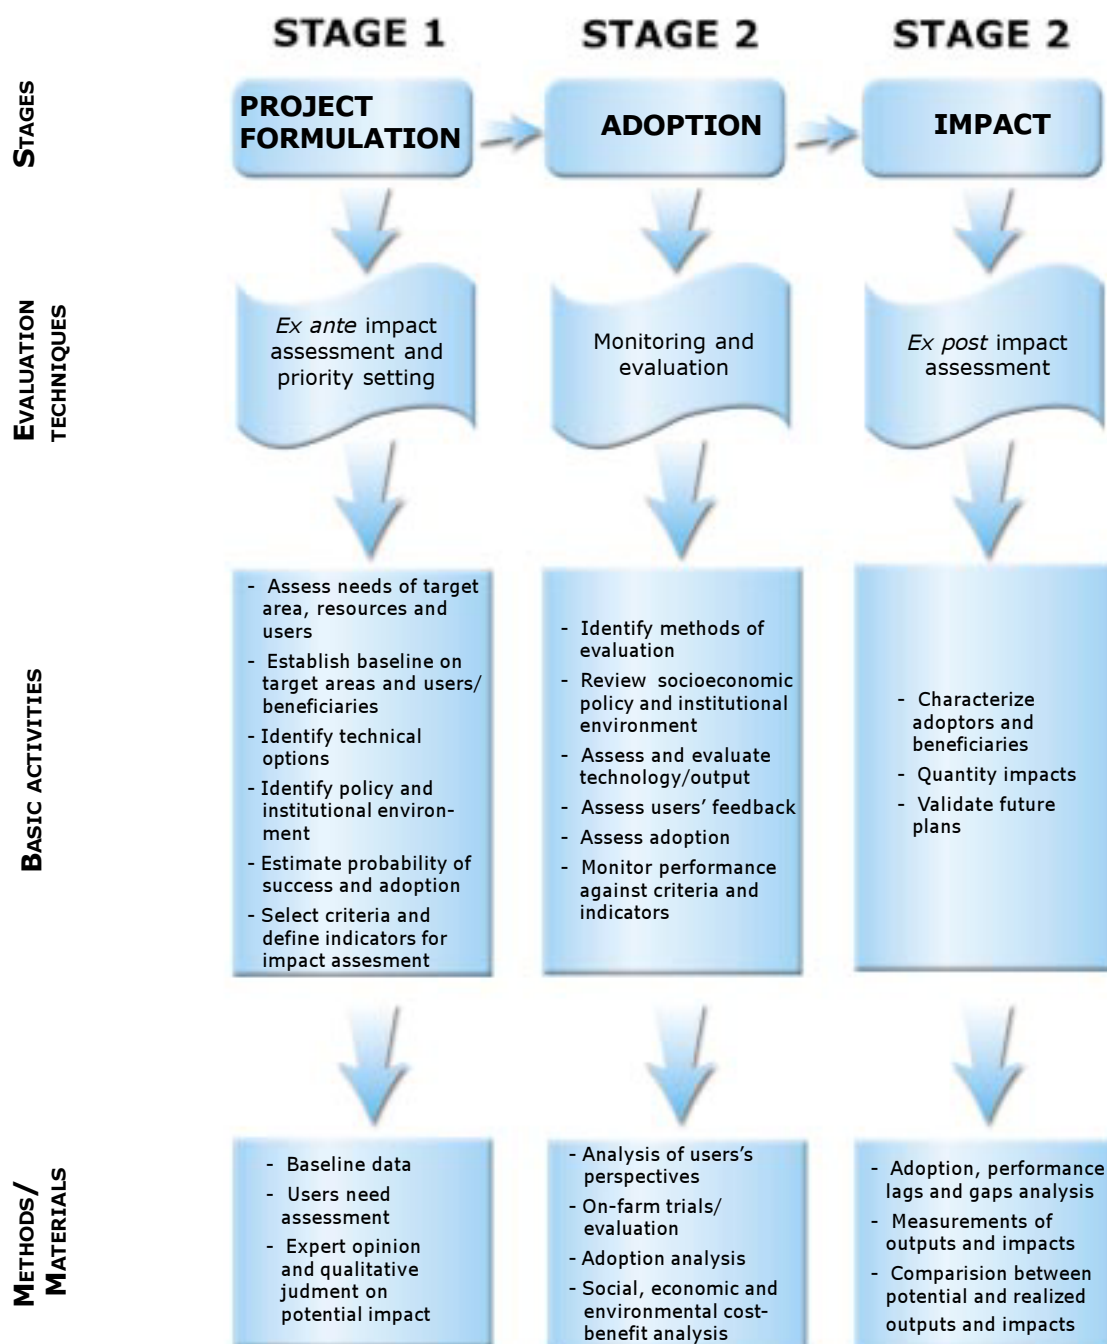 STAGE 1
STAGE 2
STAGE 2
STAGES
PROJECT
FORMULATION
ADOPTION
IMPACT
EVALUATION
TECHNIQUES
Ex ante impact
assessment and
priority setting
Monitoring and
evaluation
Ex post impact
assessment
BASIC ACTIVITIES
- Assess needs of target
area, resources and
users
- Establish baseline on
target areas and users/
beneficiaries
- Identify technical
options
- Identify policy and
institutional environ-
ment
- Estimate probability of
success and adoption
- Select criteria and
define indicators for
impact assesment
- Identify methods of
evaluation
- Review socioeconomic
policy and institutional
environment
- Assess and evaluate
technology/output
- Assess users' feedback
- Assess adoption
- Monitor performance
against criteria and
indicators
- Characterize
adoptors and
beneficiaries
- Quantity impacts
- Validate future
plans
METHODS/
MATERIALS
- Baseline data
- Users need
assessment
- Expert opinion
and qualitative
judgment on
potential impact
- Analysis of users's
perspectives
- On-farm trials/
evaluation
- Adoption analysis
- Social, economic and
environmental cost-
benefit analysis
- Adoption, performance
lags and gaps analysis
- Measurements of
outputs and impacts
- Comparision between
potential and realized
outputs and impacts